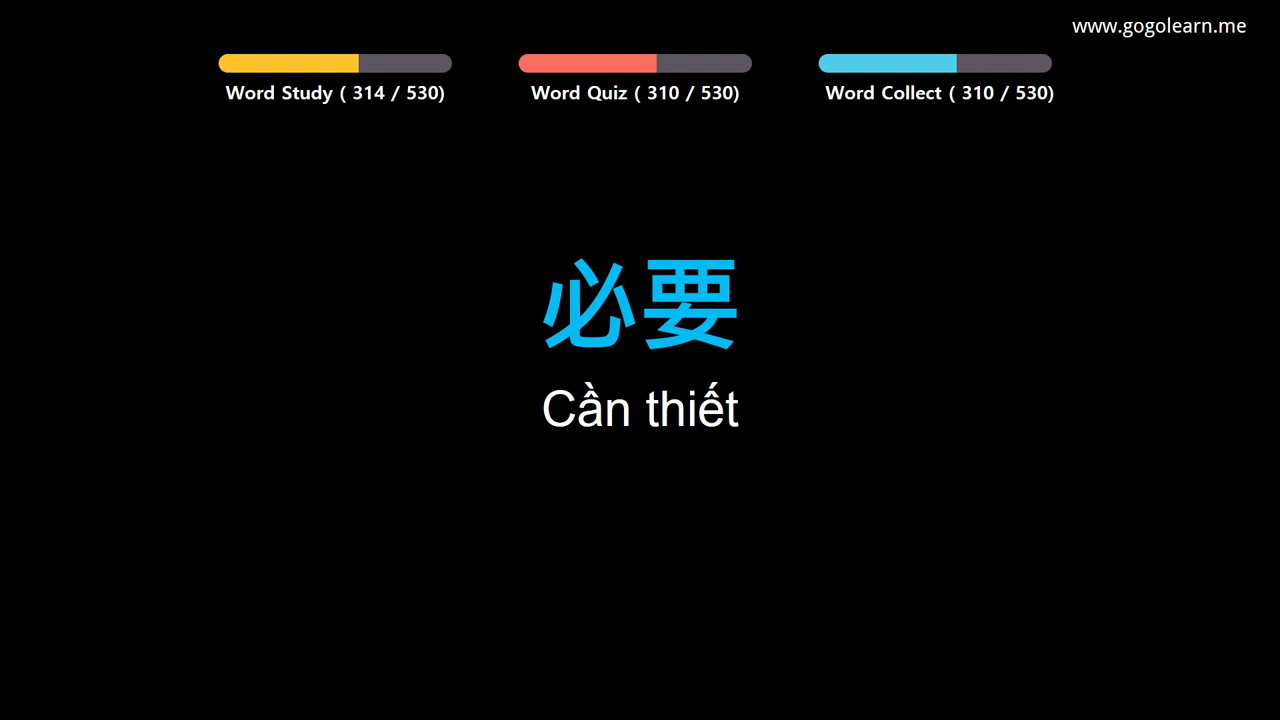 www.gogolearn.me
Word Study ( 314 / 530)
Word Quiz ( 310 / 530)
Word Collect ( 310 / 530)
必要
Cần thiết